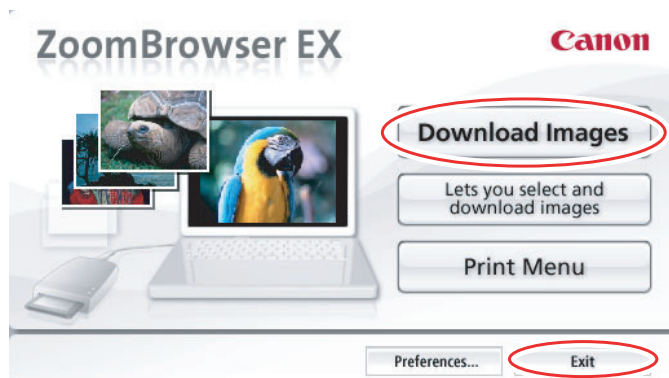 ZoomBrowser EX
Canon
Download Images
Lets you select and
download images
Print Menu
Preferences...
Exit